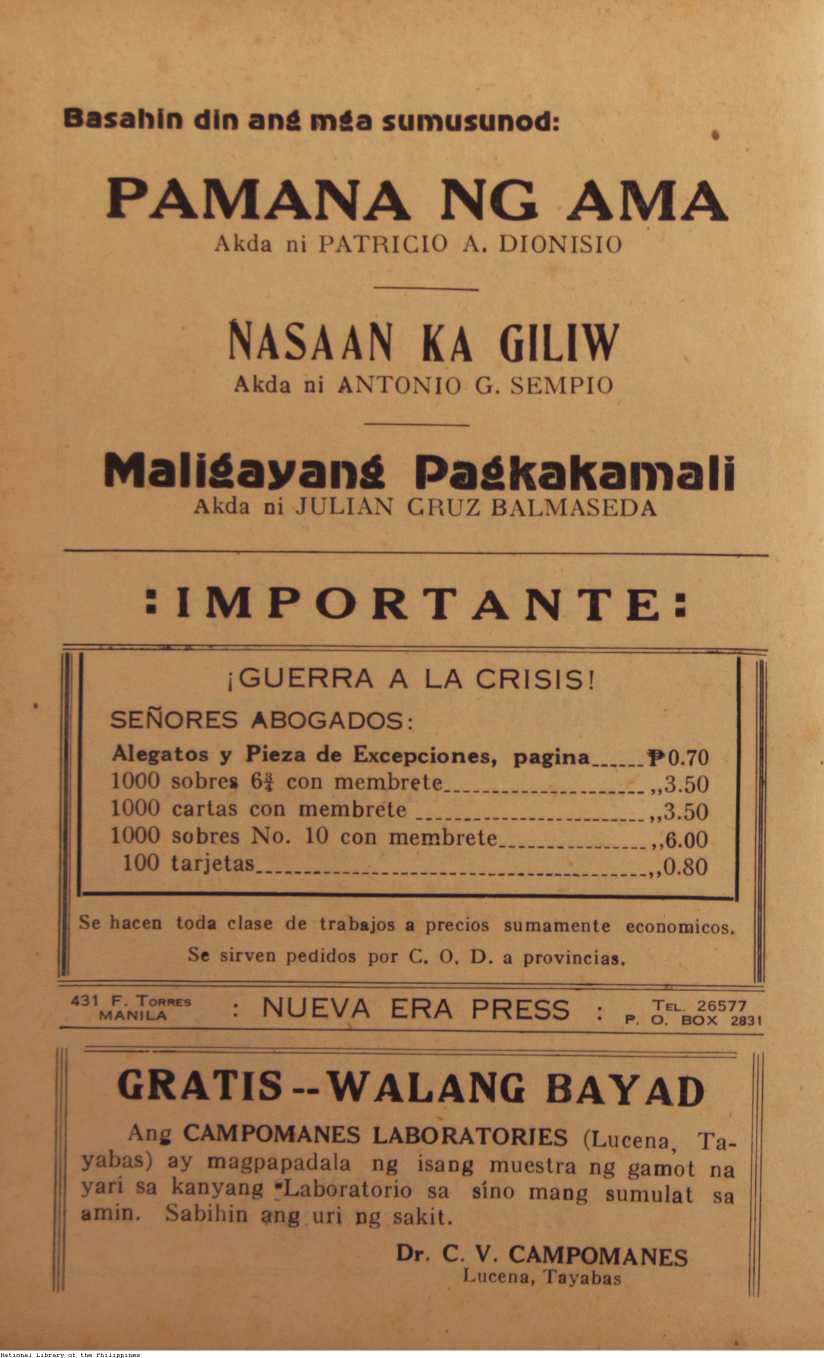 Basahin din ang mga sumusunod:
PAMANA NG AMA
Akda ni PATRICIO A. DIONISIO
NASAAN KA GILIW
Akda ni ANTONIO G. SEMPIO
Maligayang Pagkakamali
Akda ni JULIAN CRUZ BALMASEDA
:IMPORTANTE:
¡GUERRA A LA CRISIS!
SEÑORES ABOGADOS:
Alegatos y Pieza de Excepciones, pagina______₱0.70
1000 sobres 6¾ con membrete_____________________,,3.50
1000 cartas con membrete ________________________,,3.50
1000 sobres No. 10 con membrete________________,,6.00
100 tarjetas_________________________________________,,0.80
Se hacen toda clase de trabajos a precios sumamente economicos.
Se sirven pedidos por C. O. D. a provincias.
431 F. TORRES
MANILA
: NUEVA ERA PRESS :
TEL. 26577
P. O. BOX 2831
GRATIS--WALANG BAYAD
Ang CAMPOMANES LABORATORIES (Lucena, Ta-
yabas) ay magpapadala ng isang muestra ng gamot na
yari sa kanyang Laboratorio sa síno mang sumulat sa
amin. Sabihin ang uri ng sakit.
Dr. C. V. CAMPOMANES
Lucena, Tayabas
National Library of the Philippines